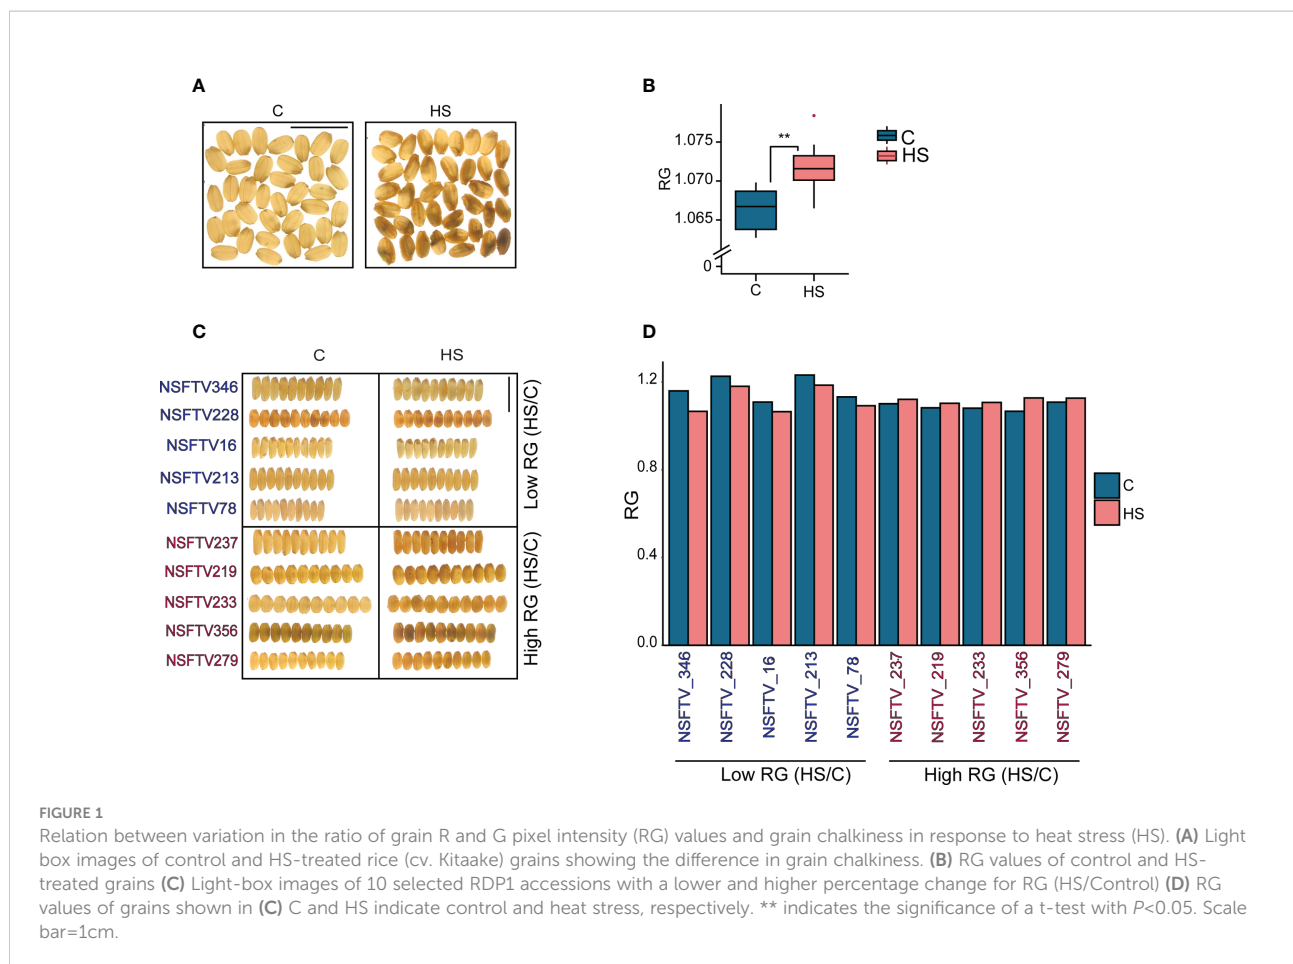 A
C
HS
B
1.075
1.070
1.065
0
RG
**
C
HS
C
HS
C
C
HS
NSFTV346
NSFTV228
NSFTV16
NSFTV213
NSFTV78
NSFTV237
NSFTV219
NSFTV233
NSFTV356
NSFTV279
Low RG (HS/C)
High RG (HS/C)
D
1.2
0.8
0.4
0.0
RG
C
HS
NSFTV_346
NSFTV_228
NSFTV_16
NSFTV_213
NSFTV_78
NSFTV_237
NSFTV_219
NSFTV_233
NSFTV_356
NSFTV_279
Low RG (HS/C)
High RG (HS/C)
FIGURE 1
Relation between variation in the ratio of grain R and G pixel intensity (RG) values and grain chalkiness in response to heat stress (HS). (A) Light
box images of control and HS-treated rice (cv. Kitaake) grains showing the difference in grain chalkiness. (B) RG values of control and HS-
treated grains (C) Light-box images of 10 selected RDP1 accessions with a lower and higher percentage change for RG (HS/Control) (D) RG
values of grains shown in (C) C and HS indicate control and heat stress, respectively. ** indicates the significance of a t-test with P<0.05. Scale
bar=1cm.